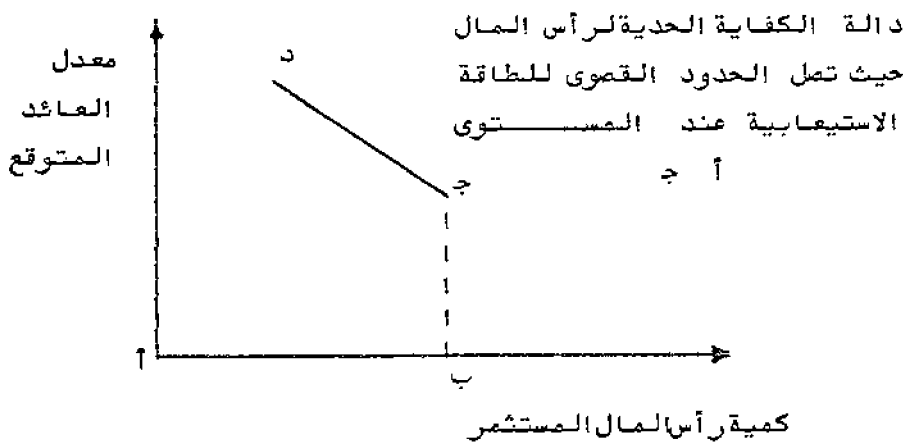 دالة الكفاية الحدية لرأس المال
حيث تصل الحدود القصوى للطاقة
الاستيعابية عند المستوى
أ ج
معدل
العائد
المتوقع
د
ج
أ
ب
كمية رأس المال المستثمر